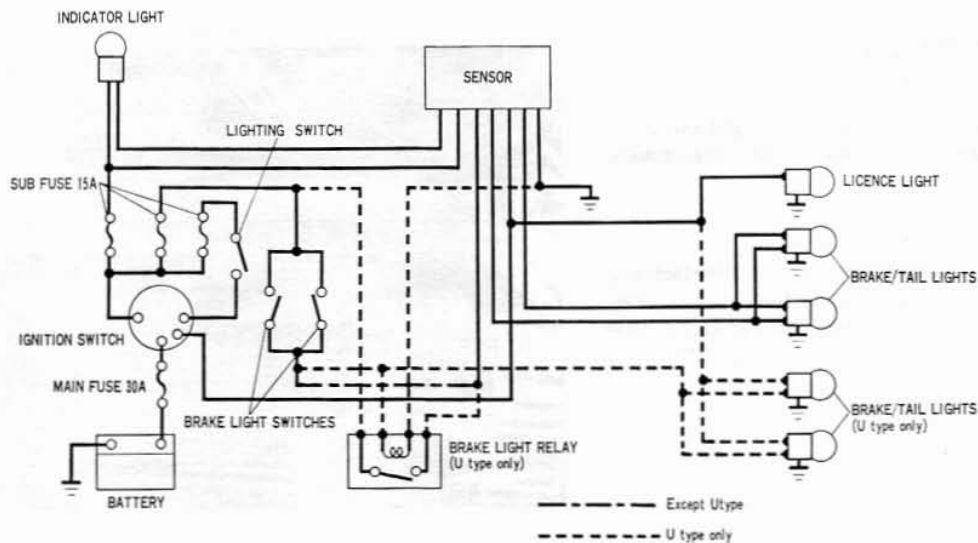 INDICATOR LIGHT
SENSOR
LIGHTING SWITCH
SUB FUSE 15A
LICENCE LIGHT
BRAKE/TAIL LIGHTS
IGNITION SWITCH
MAIN FUSE 30A
BRAKE LIGHT SWITCHES
BRAKE LIGHT RELAY
(U type only)
BRAKE/TAIL LIGHTS
(U type only)
BATTERY
Except Utype
U type only